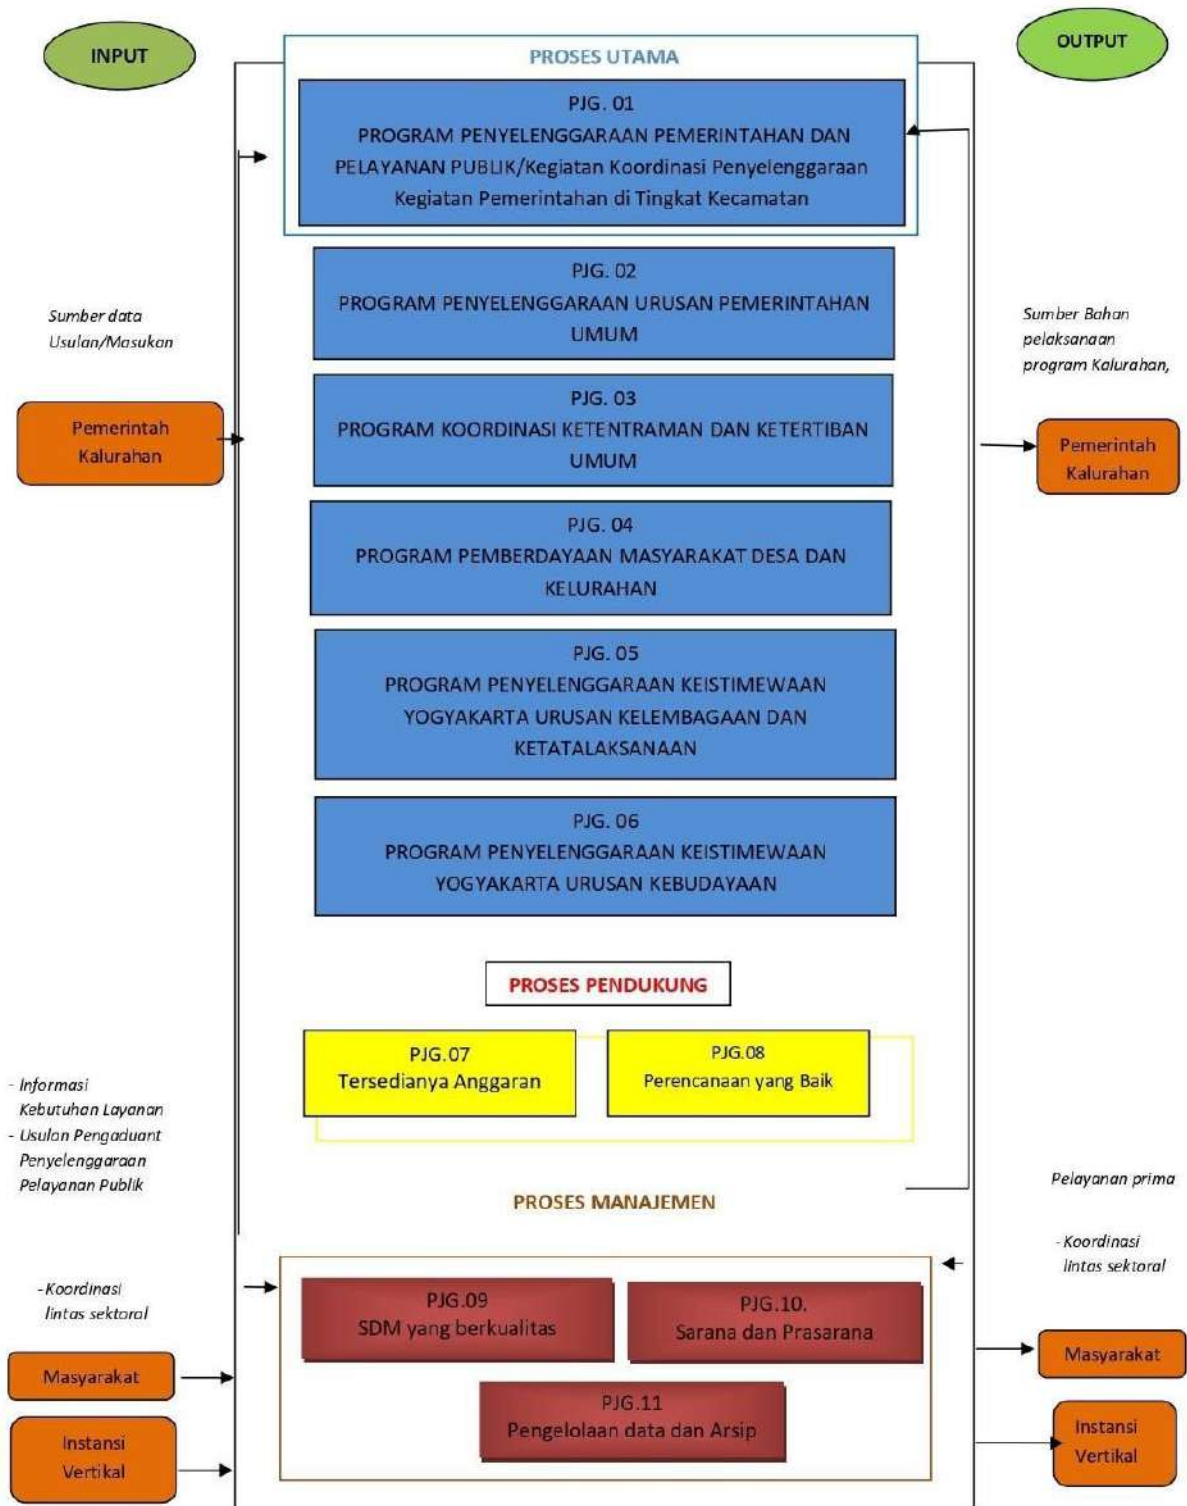 INPUT
OUTPUT
PROSES UTAMA
PJG. 01
PROGRAM PENYELENGGARAAN PEMERINTAHAN DAN
PELAYANAN PUBLIK/Kegiatan Koordinasi Penyelenggaraan
Kegiatan Pemerintahan di Tingkat Kecamatan
PJG. 02
PROGRAM PENYELENGGARAAN URUSAN PEMERINTAHAN
UMUM
Sumber data
Usulan/Masukan
Sumber Bahan
pelaksanaan
program Kalurahan,
PJG. 03
PROGRAM KOORDINASI KETENTRAMAN DAN KETERTIBAN
UMUM
Pemerintah
Kalurahan
Pemerintah
Kalurahan
PJG. 04
PROGRAM PEMBERDAYAAN MASYARAKAT DESA DAN
KELURAHAN
PJG. 05
PROGRAM PENYELENGGARAAN KEISTIMEWAAN
YOGYAKARTA URUSAN KELEMBAGAAN DAN
KETATALAKSANAAN
PJG. 06
PROGRAM PENYELENGGARAAN KEISTIMEWAAN
YOGYAKARTA URUSAN KEBUDAYAAN
PROSES PENDUKUNG
PJG.07
Tersedianya Anggaran
PJG.08
Perencanaan yang Baik
- Informasi
Kebutuhan Layanan
- Usulan Pengaduant
Penyelenggaraan
Pelayanan Publik
PROSES MANAJEMEN
Pelayanan prima
- Koordinasi
lintas sektoral
- Koordinasi
lintas sektoral
PJG.09
SDM yang berkualitas
PJG.10.
Sarana dan Prasarana
PJG.11
Pengelolaan data dan Arsip
Masyarakat
Masyarakat
Instansi
Vertikal
Instansi
Vertikal